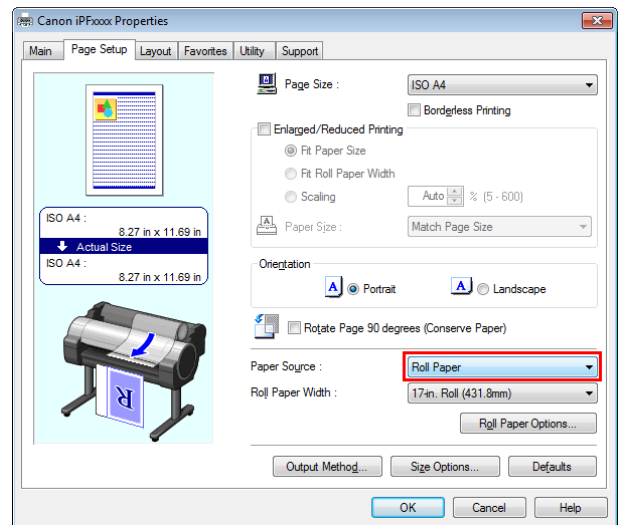 Canon iPFxxxx Properties
Main Page Setup Layout Favorites Utility Support
Page Size : ISO A4
Borderless Printing
Enlarged/Reduced Printing
Fit Paper Size
Fit Roll Paper Width
Scaling Auto % (5 - 600)
Paper Size : Match Page Size
ISO A4 :
8.27 in x 11.69 in
Actual Size
ISO A4 :
8.27 in x 11.69 in
Orientation
A Portrait A Landscape
Rotate Page 90 degrees (Conserve Paper)
Paper Source : Roll Paper
Roll Paper Width : 17-in. Roll (431.8mm)
Roll Paper Options...
R
Output Method... Size Options... Defaults
OK Cancel Help